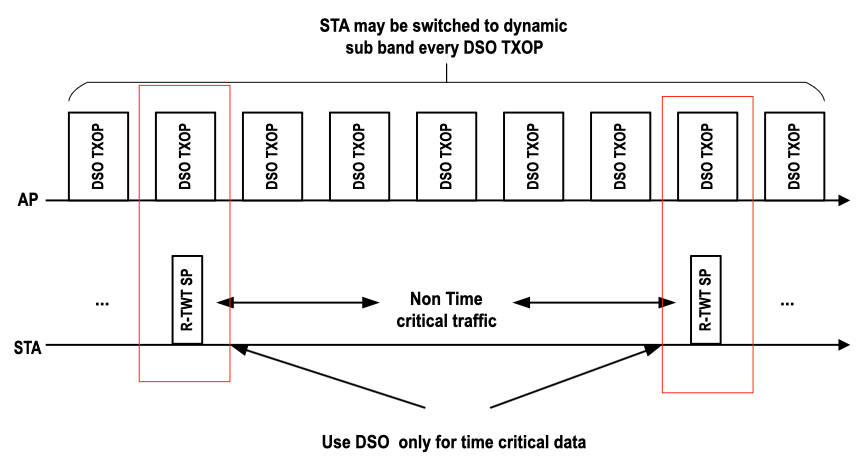 STA may be switched to dynamic
sub band every DSO TXOP
DSO TXOP
DSO TXOP
DSO TXOP
DSO TXOP
DSO TXOP
DSO TXOP
DSO TXOP
DSO TXOP
DSO TXOP
AP
...
R-TWT SP
Non Time
critical traffic
R-TWT SP
...
STA
Use DSO only for time critical data